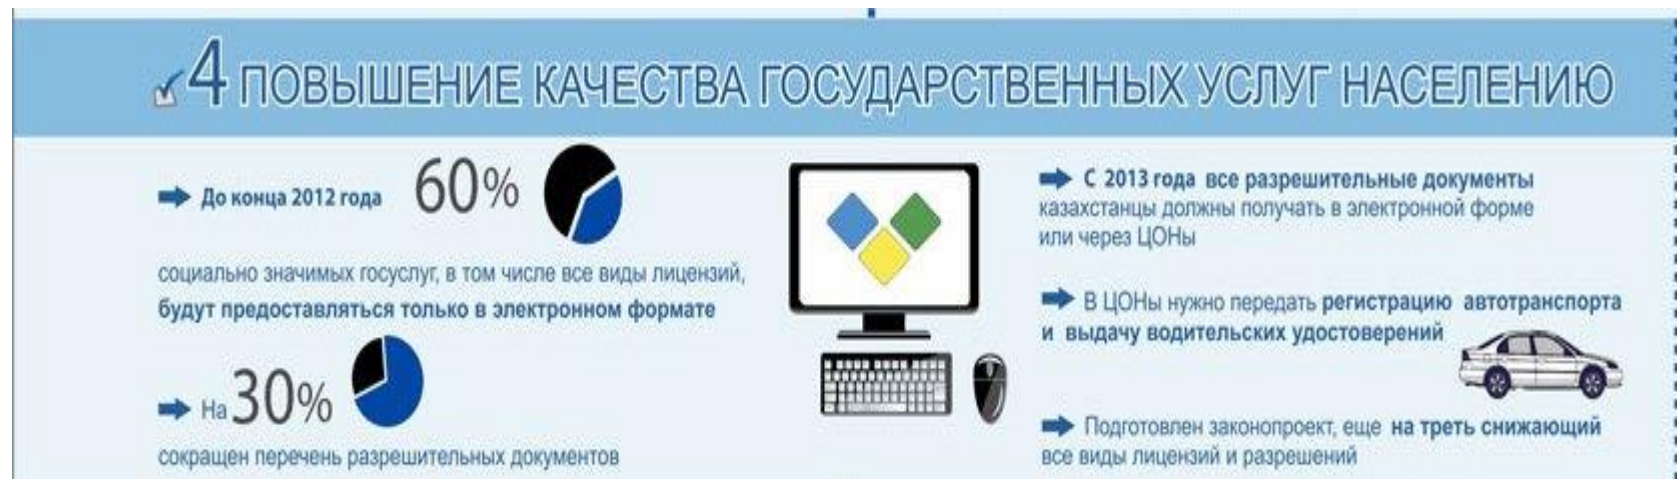 4 ПОВЫШЕНИЕ КАЧЕСТВА ГОСУДАРСТВЕННЫХ УСЛУГ НАСЕЛЕНИЮ
До конца 2012 года 60%
социально значимых госуслуг, в том числе все виды лицензий,
будут предоставляться только в электронном формате
На 30%
сокращен перечень разрешительных документов
С 2013 года все разрешительные документы
казахстанцы должны получать в электронной форме
или через ЦОНы
В ЦОНы нужно передать регистрацию автотранспорта
и выдачу водительских удостоверений
Подготовлен законопроект, еще на треть снижающий
все виды лицензий и разрешений